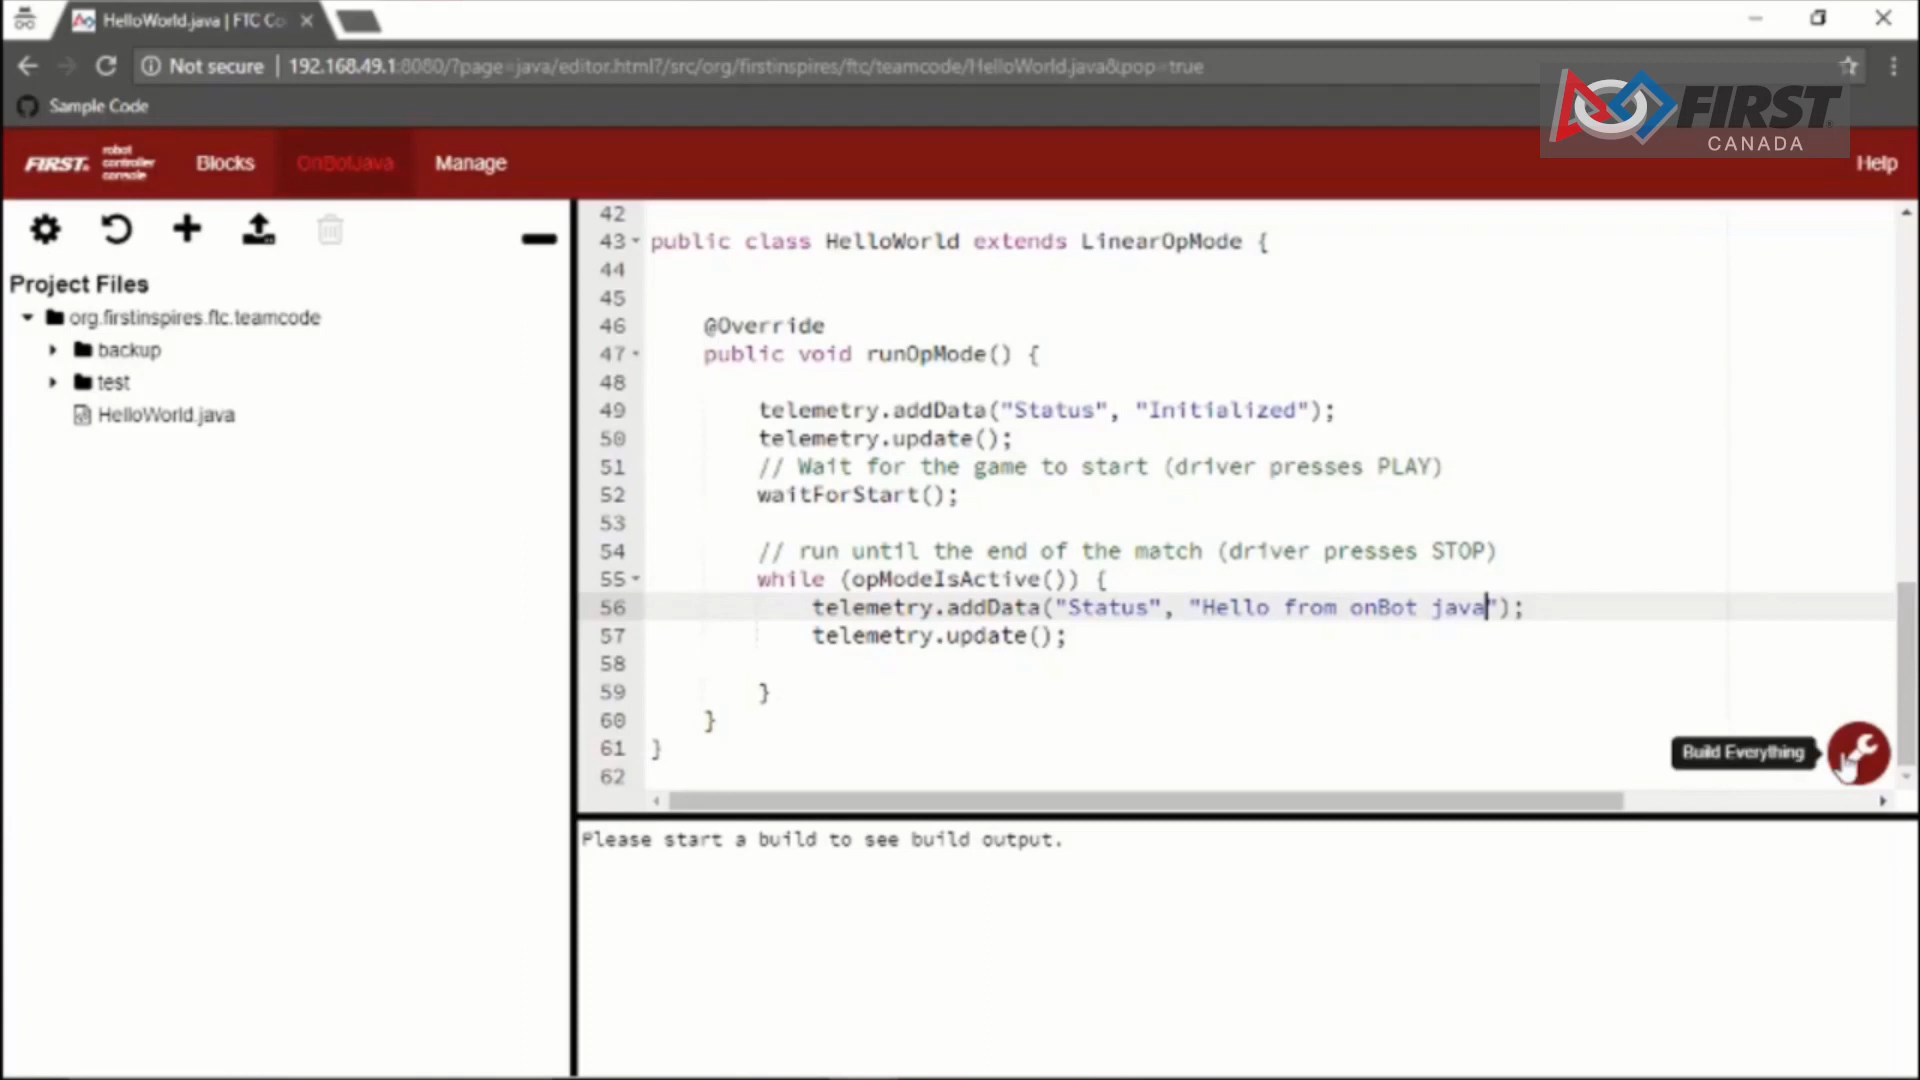 HelloWorld.java | FTC Co
Not secure | 192.168.49.1:8080/?page=java/editor.html?/src/org/firstinspires/ftc/teamcode/HelloWorld.java&pop=true
Sample Code
FIRST CANADA
FIRST robot controller console
Blocks
OnBotJava
Manage
Help
Project Files
org.firstinspires.ftc.teamcode
backup
test
HelloWorld.java
42
43 public class HelloWorld extends LinearOpMode {
44
45
46 @Override
47 public void runOpMode() {
48
49 telemetry.addData("Status", "Initialized");
50 telemetry.update();
51 // Wait for the game to start (driver presses PLAY)
52 waitForStart();
53
54 // run until the end of the match (driver presses STOP)
55 while (opModeIsActive()) {
56 telemetry.addData("Status", "Hello from onBot java");
57 telemetry.update();
58
59 }
60 }
61 }
62
Build Everything
Please start a build to see build output.